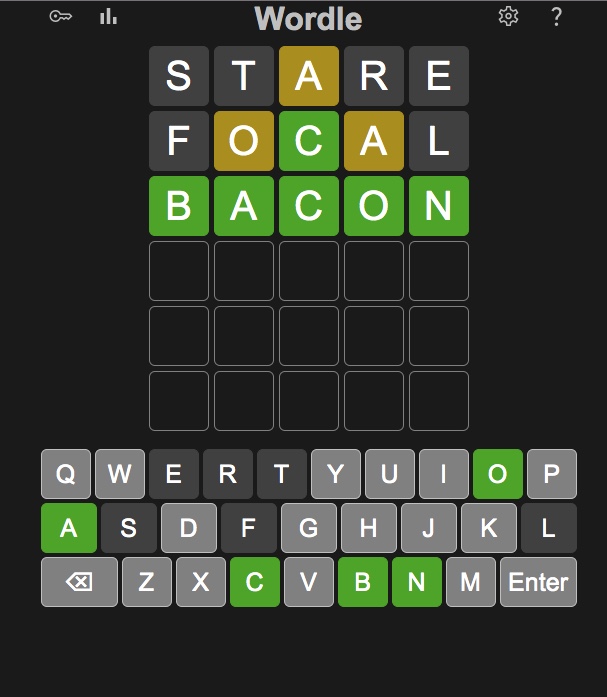 Wordle ?
S T A R E
F O C A L
B A C O N
Q W E R T Y U I O P
A S D F G H J K L
Z X C V B N M Enter